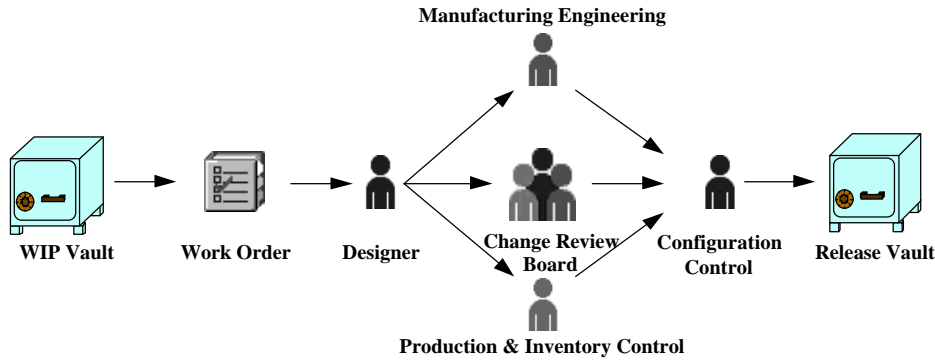 Manufacturing Engineering
WIP Vault
Work Order
Designer
Change Review
Board
Configuration
Control
Release Vault
Production & Inventory Control